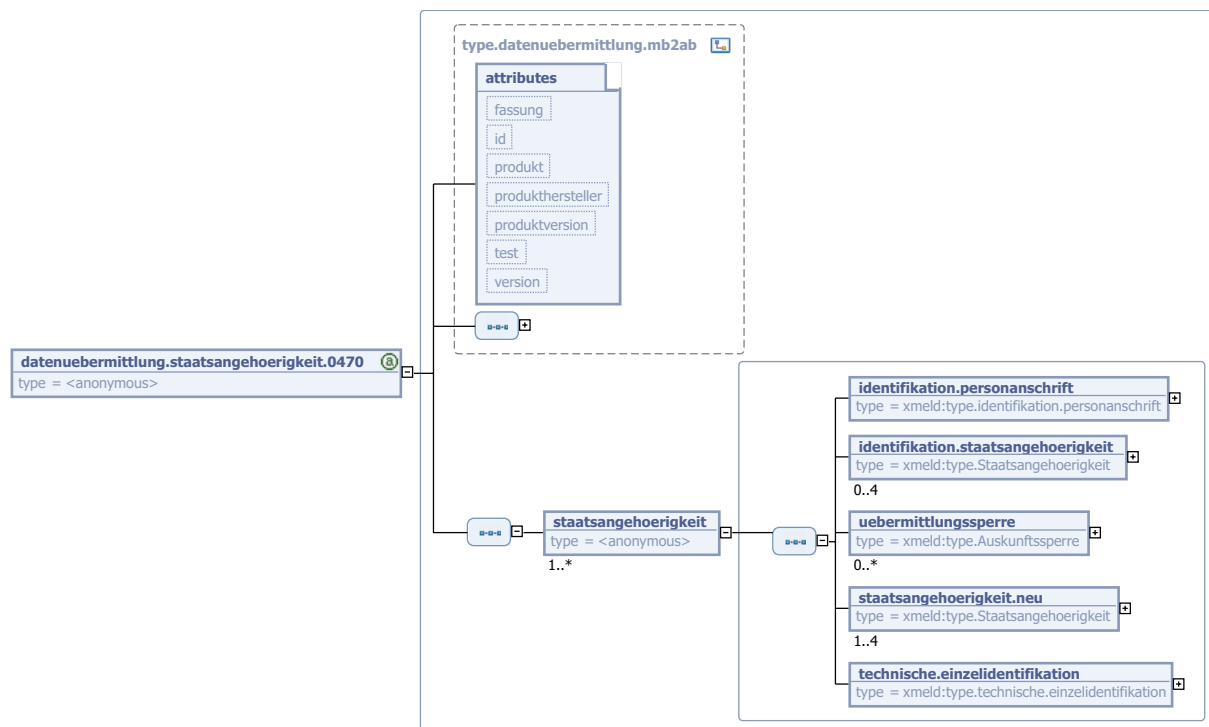 type.datenuebermittlung.mb2ab
attributes
fassung
id
produkt
produkthersteller
produktversion
test
version
datenuebermittlung.staatsangehoerigkeit.0470 a
type = <anonymous>
staatsangehoerigkeit
type = <anonymous>
1..*
identifikation.personanschrift
type = xmeld:type.identifikation.personanschrift
identifikation.staatsangehoerigkeit
type = xmeld:type.Staatsangehoerigkeit
0..4
uebermittlungssperre
type = xmeld:type.Auskunftssperre
0..*
staatsangehoerigkeit.neu
type = xmeld:type.Staatsangehoerigkeit
1..4
technische.einzelidentifikation
type = xmeld:type.technische.einzelidentifikation